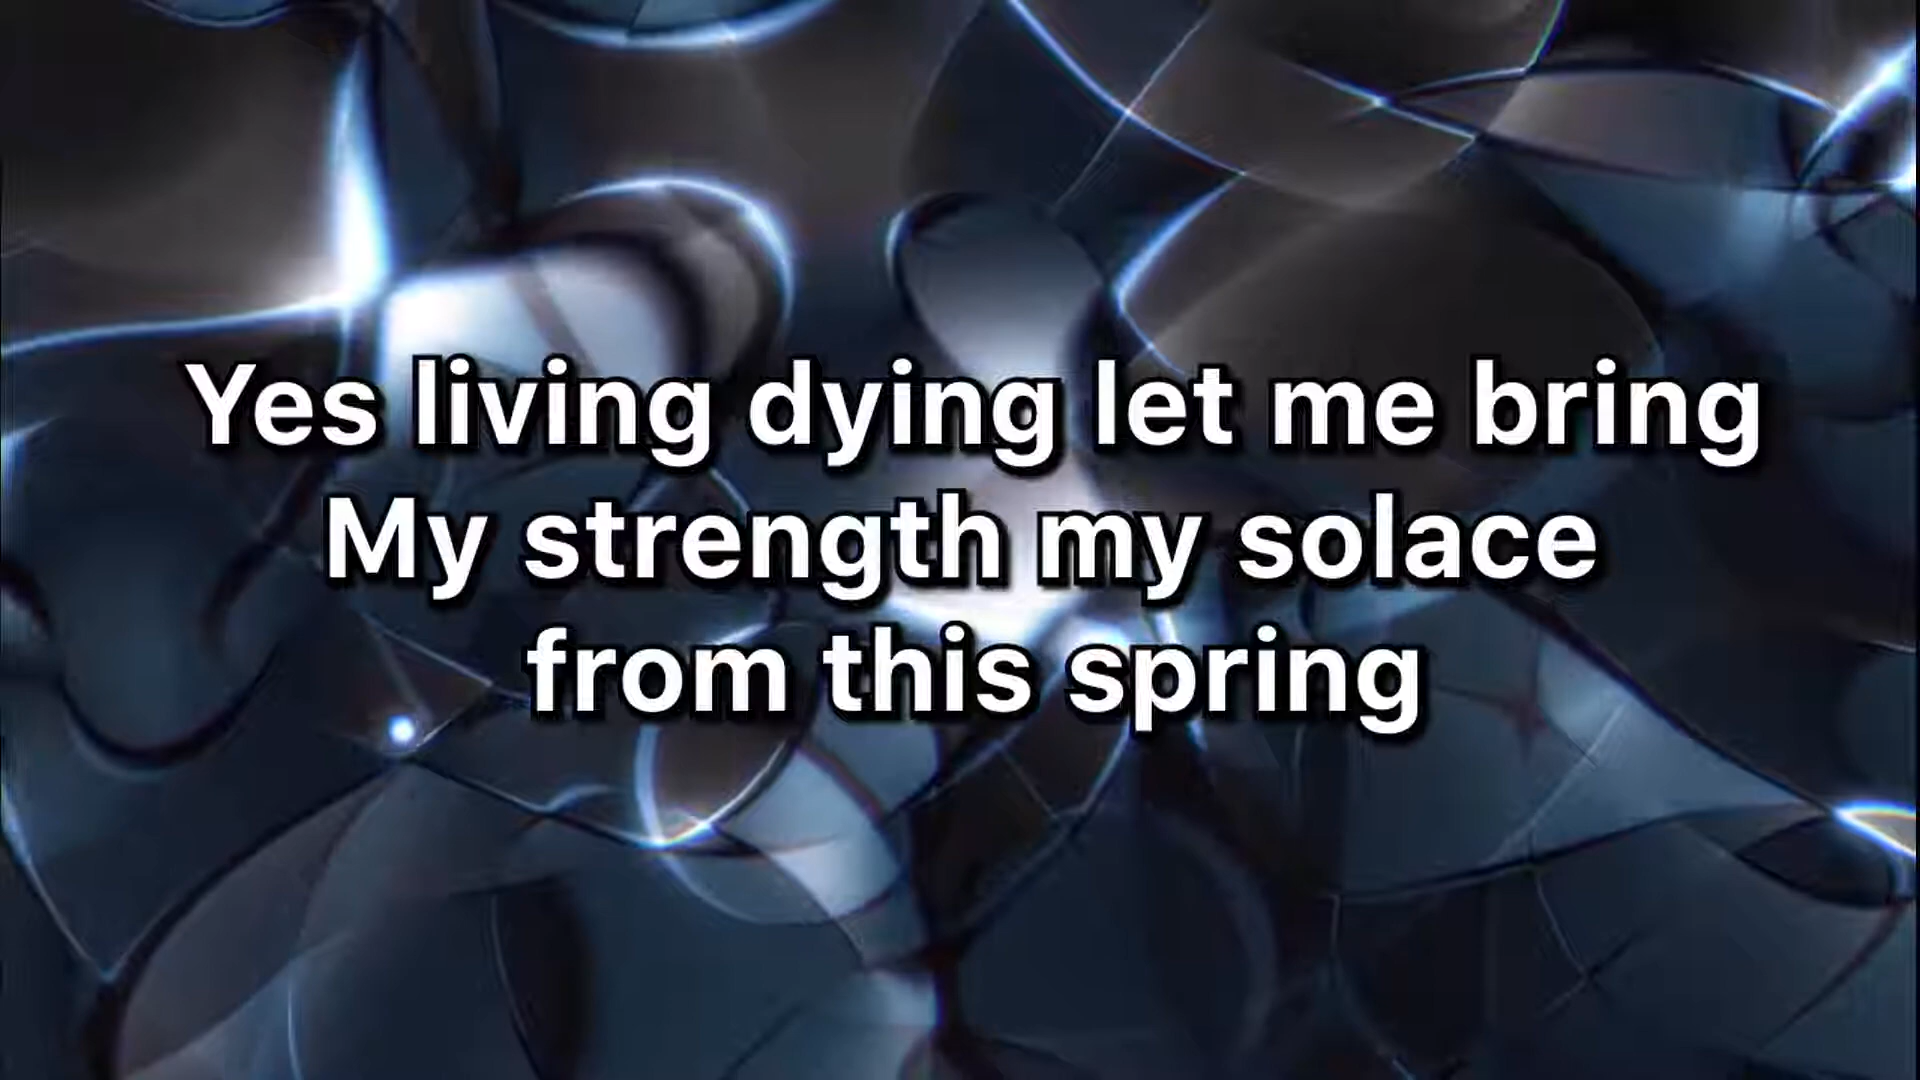 Yes living dying let me bring
My strength my solace
from this spring